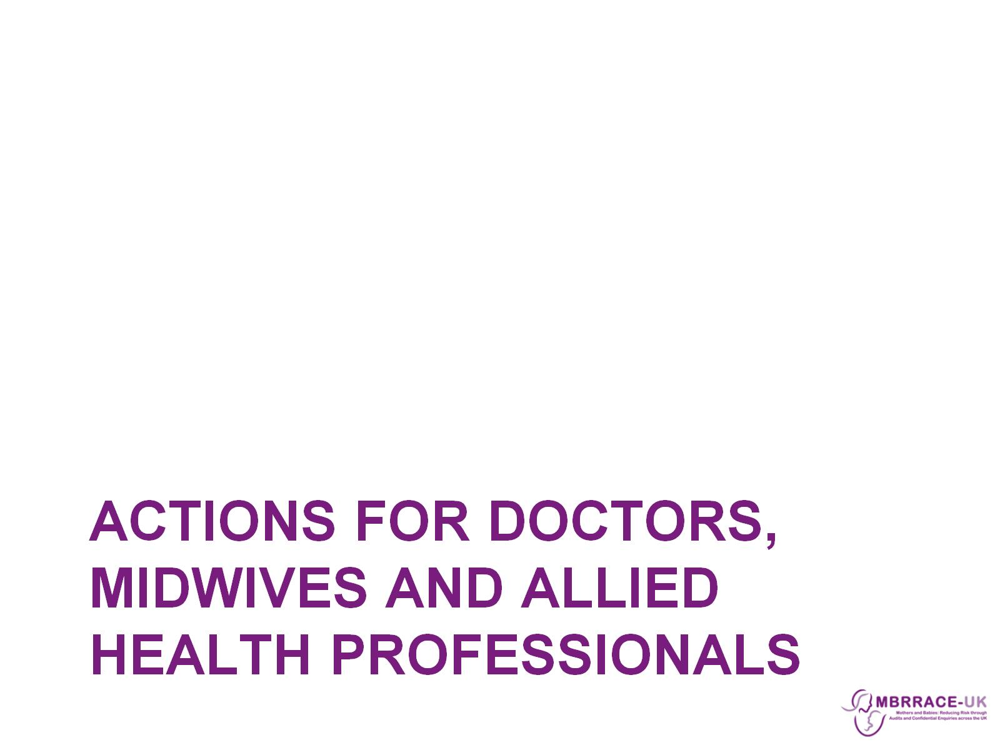 ACTIONS FOR DOCTORS,
MIDWIVES AND ALLIED
HEALTH PROFESSIONALS
MBRRACE-UK
Mothers and Babies: Reducing Risk through
Audits and Confidential Enquiries across the UK